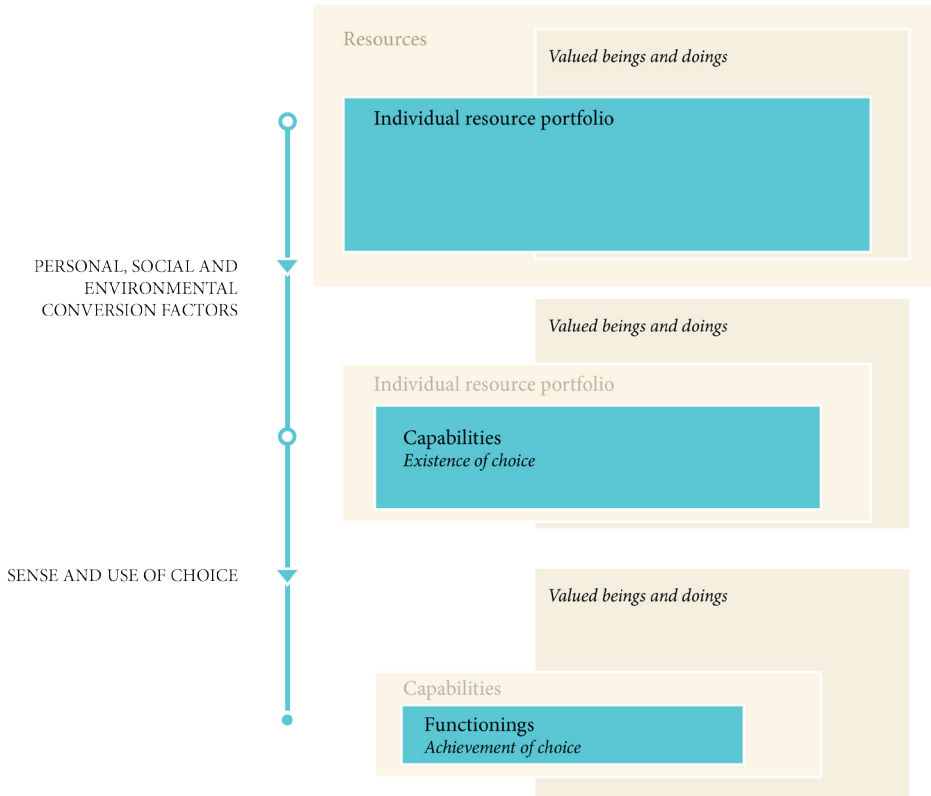 Resources
Valued beings and doings
Individual resource portfolio
PERSONAL, SOCIAL AND
ENVIRONMENTAL
CONVERSION FACTORS
Valued beings and doings
Individual resource portfolio
Capabilities
Existence of choice
SENSE AND USE OF CHOICE
Valued beings and doings
Capabilities
Functionings
Achievement of choice